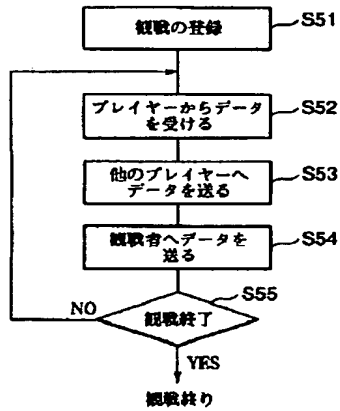 観戦の登録
S51
プレイヤーからデータ
を受ける
S52
他のプレイヤーへ
データを送る
S53
観戦者へデータを
送る
S54
S55
観戦終了
NO
YES
観戦終り